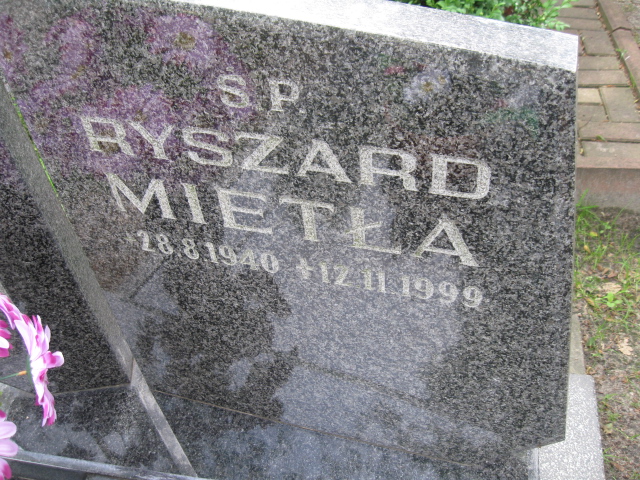 Ś.P.
RYSZARD
MIETŁA
*28.8.1940 +12 11 1999